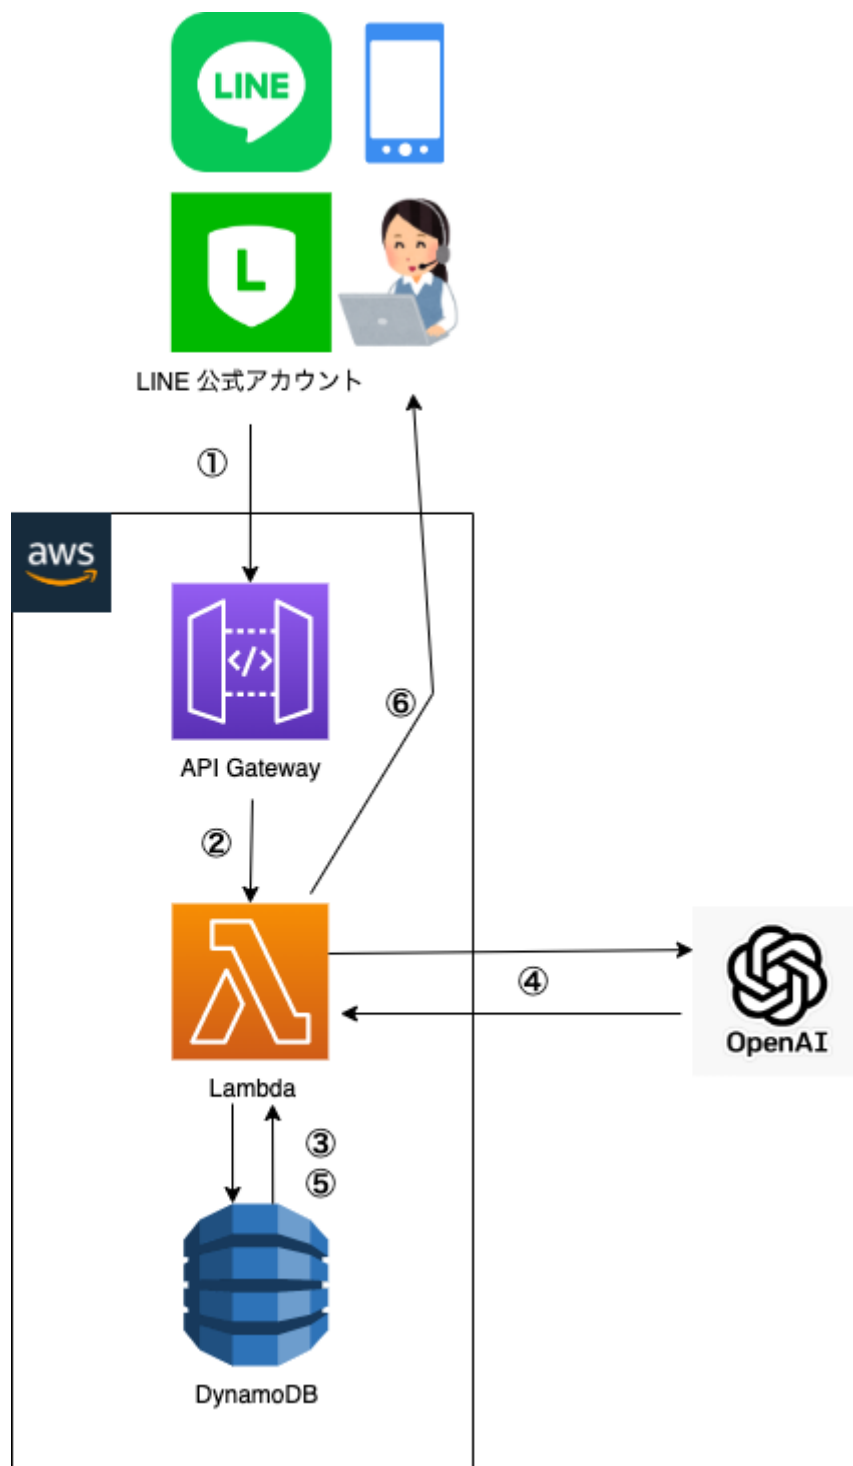 LINE
L
LINE 公式アカウント
①
aws
</>
API Gateway
⑥
②
④
OpenAI
Lambda
③
⑤
DynamoDB